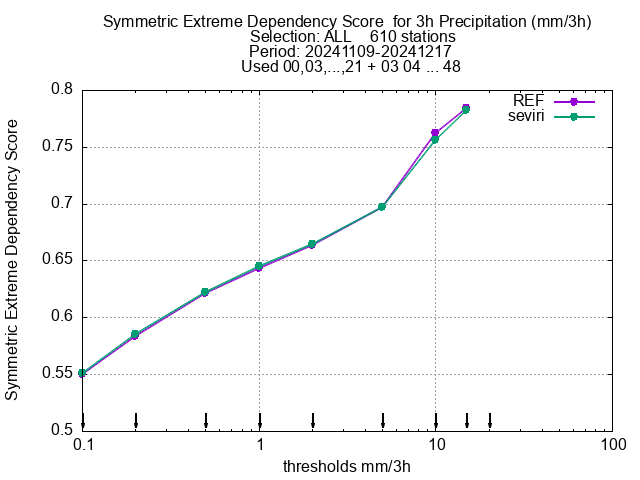 Symmetric Extreme Dependency Score  for 3h Precipitation (mm/3h)
Selection: ALL    610 stations
Period: 20241109-20241217
Used 00,03,...,21 + 03 04 ... 48
REF
seviri
0.8
0.75
0.7
0.65
0.6
0.55
0.5
Symmetric Extreme Dependency Score
0.1 1 10 100
thresholds mm/3h